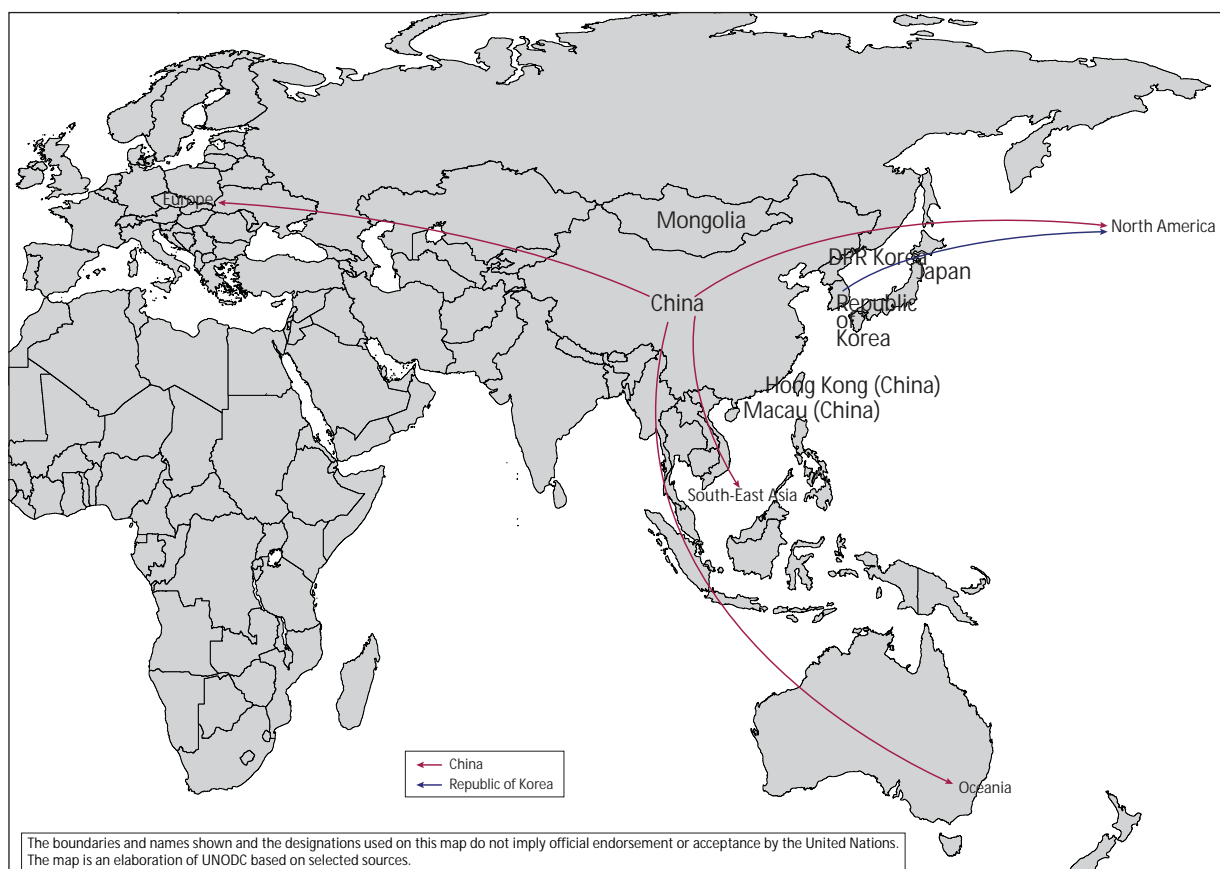 Europe
Mongolia
North America
DPR Korea
Japan
China
Republic
of
Korea
Hong Kong (China)
Macau (China)
South-East Asia
Oceania
China
Republic of Korea
The boundaries and names shown and the designations used on this map do not imply official endorsement or acceptance by the United Nations.
The map is an elaboration of UNODC based on selected sources.